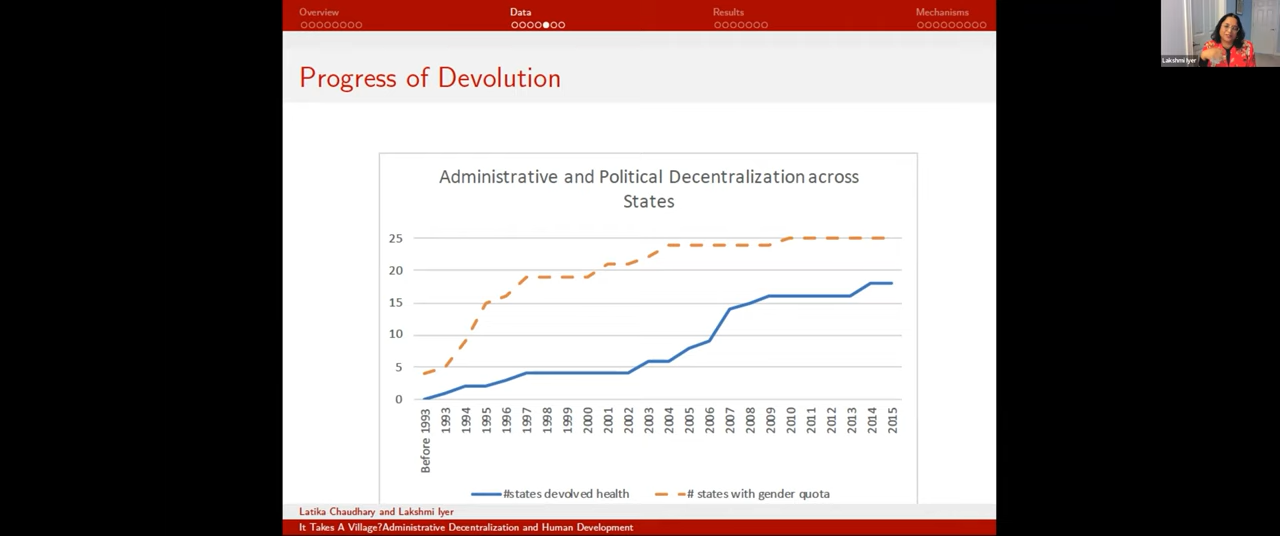 Overview Data Results Mechanisms
Lakshmi Iyer
Progress of Devolution
Administrative and Political Decentralization across
States
25
20
15
10
5
0
Before 1993 1993 1994 1995 1996 1997 1998 1999 2000 2001 2002 2003 2004 2005 2006 2007 2008 2009 2010 2011 2012 2013 2014 2015
#states devolved health # states with gender quota
Latika Chaudhary and Lakshmi Iyer
It Takes A Village?Administrative Decentralization and Human Development